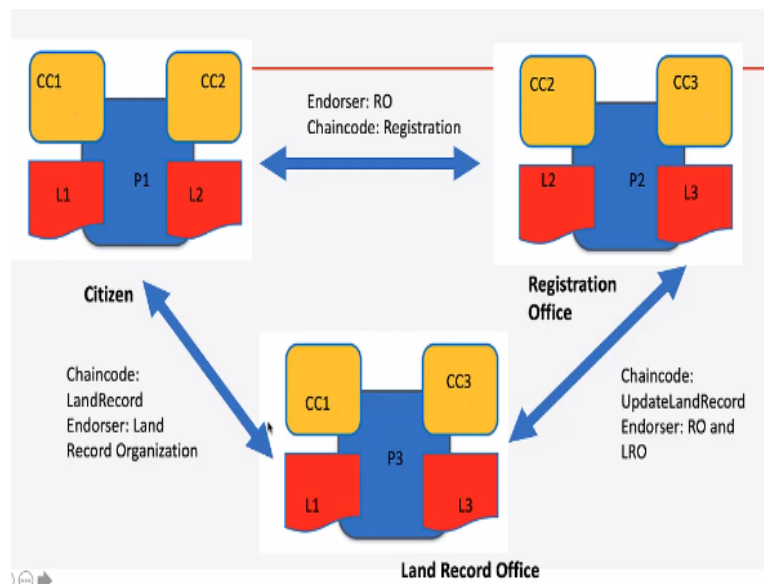 CC1
CC2
P1
L1
L2
Citizen
Endorser: RO
Chaincode: Registration
CC2
CC3
P2
L2
L3
Registration
Office
Chaincode:
LandRecord
Endorser: Land
Record Organization
CC1
CC3
P3
L1
L3
Land Record Office
Chaincode:
UpdateLandRecord
Endorser: RO and
LRO